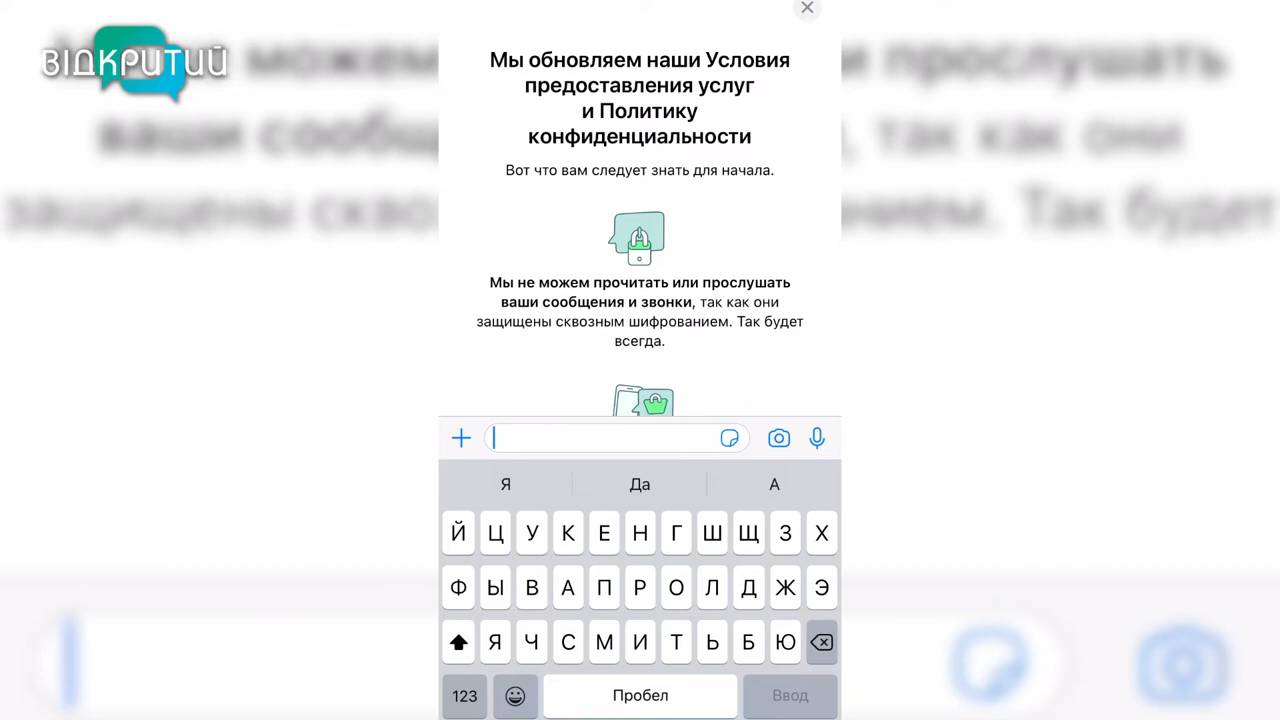 ВІДКРИТИЙ
Мы обновляем наши Условия
предоставления услуг
и Политику
конфиденциальности
Вот что вам следует знать для начала.
Мы не можем прочитать или прослушать
ваши сообщения и звонки, так как они
защищены сквозным шифрованием. Так будет
всегда.
Я Да А
Й Ц У К Е Н Г Ш Щ З Х
Ф Ы В А П Р О Л Д Ж Э
Я Ч С М И Т Ь Б Ю
123 Пробел Ввод